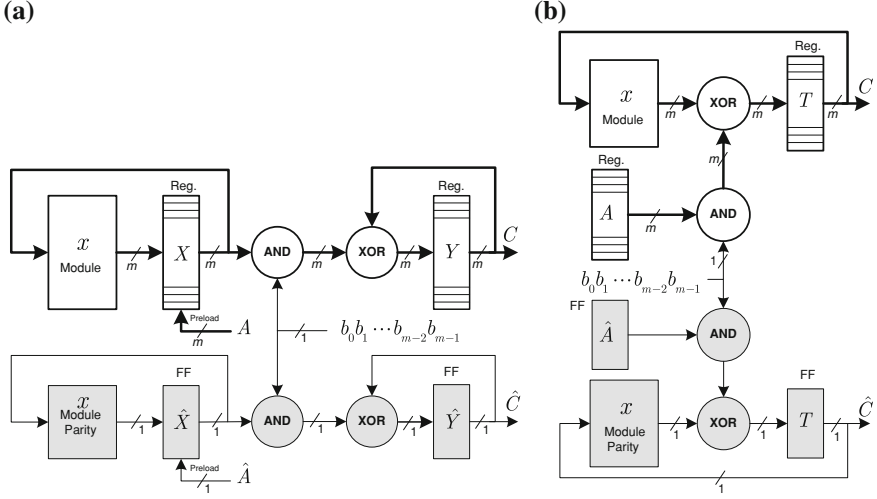 (a)
Reg.
x
Module
m
X
m
AND
m
XOR
m
Reg.
Y
m
C
Preload
m
A
1
b₀b₁⋯bₘ₋₂bₘ₋₁
x
Module
Parity
1
FF
X̂
1
AND
1
XOR
1
FF
Ŷ
1
Ĉ
Preload
1
Â
(b)
x
Module
m
XOR
m
Reg.
T
m
C
m
Reg.
A
m
AND
1
b₀b₁⋯bₘ₋₂bₘ₋₁
FF
Â
AND
x
Module
Parity
1
XOR
1
FF
T
1
Ĉ
1